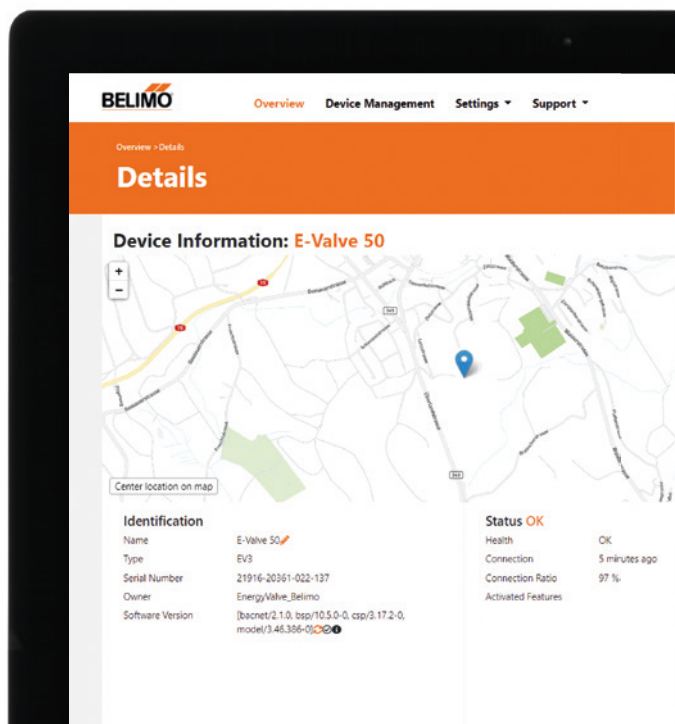 BELIMO
Overview Device Management Settings Support
Overview > Details
Details
Device Information: E-Valve 50
+
−
Center location on map
Identification
Name E-Valve 50
Type EV3
Serial Number 21916-20361-022-137
Owner EnergyValve_Belimo
Software Version [bacnet/2.1.0, bsp/10.5.0-0, csp/3.17.2-0,
model/3.46.386-0]
Status OK
Health OK
Connection 5 minutes ago
Connection Ratio 97 %
Activated Features